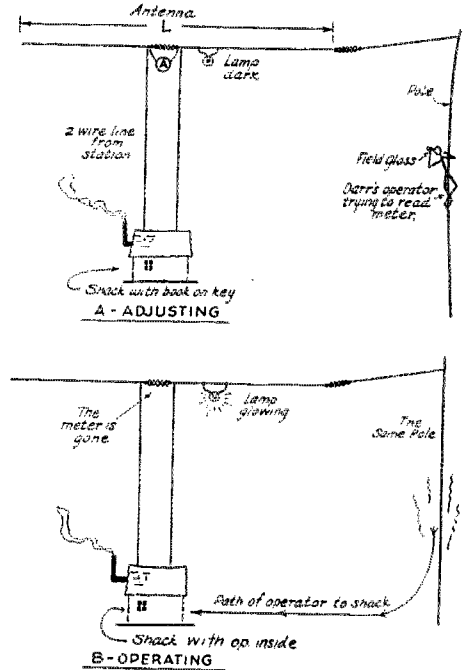 Antenna
L
A
Lamp
dark
Pole
2 wire line
from
station
Field Glass
Darr's operator
trying to read
meter.
Shack with book on key
A - ADJUSTING
The
meter is
gone
Lamp
glowing
The
Same Pole
Path of operator to shack
Shack with op. inside
B - OPERATING